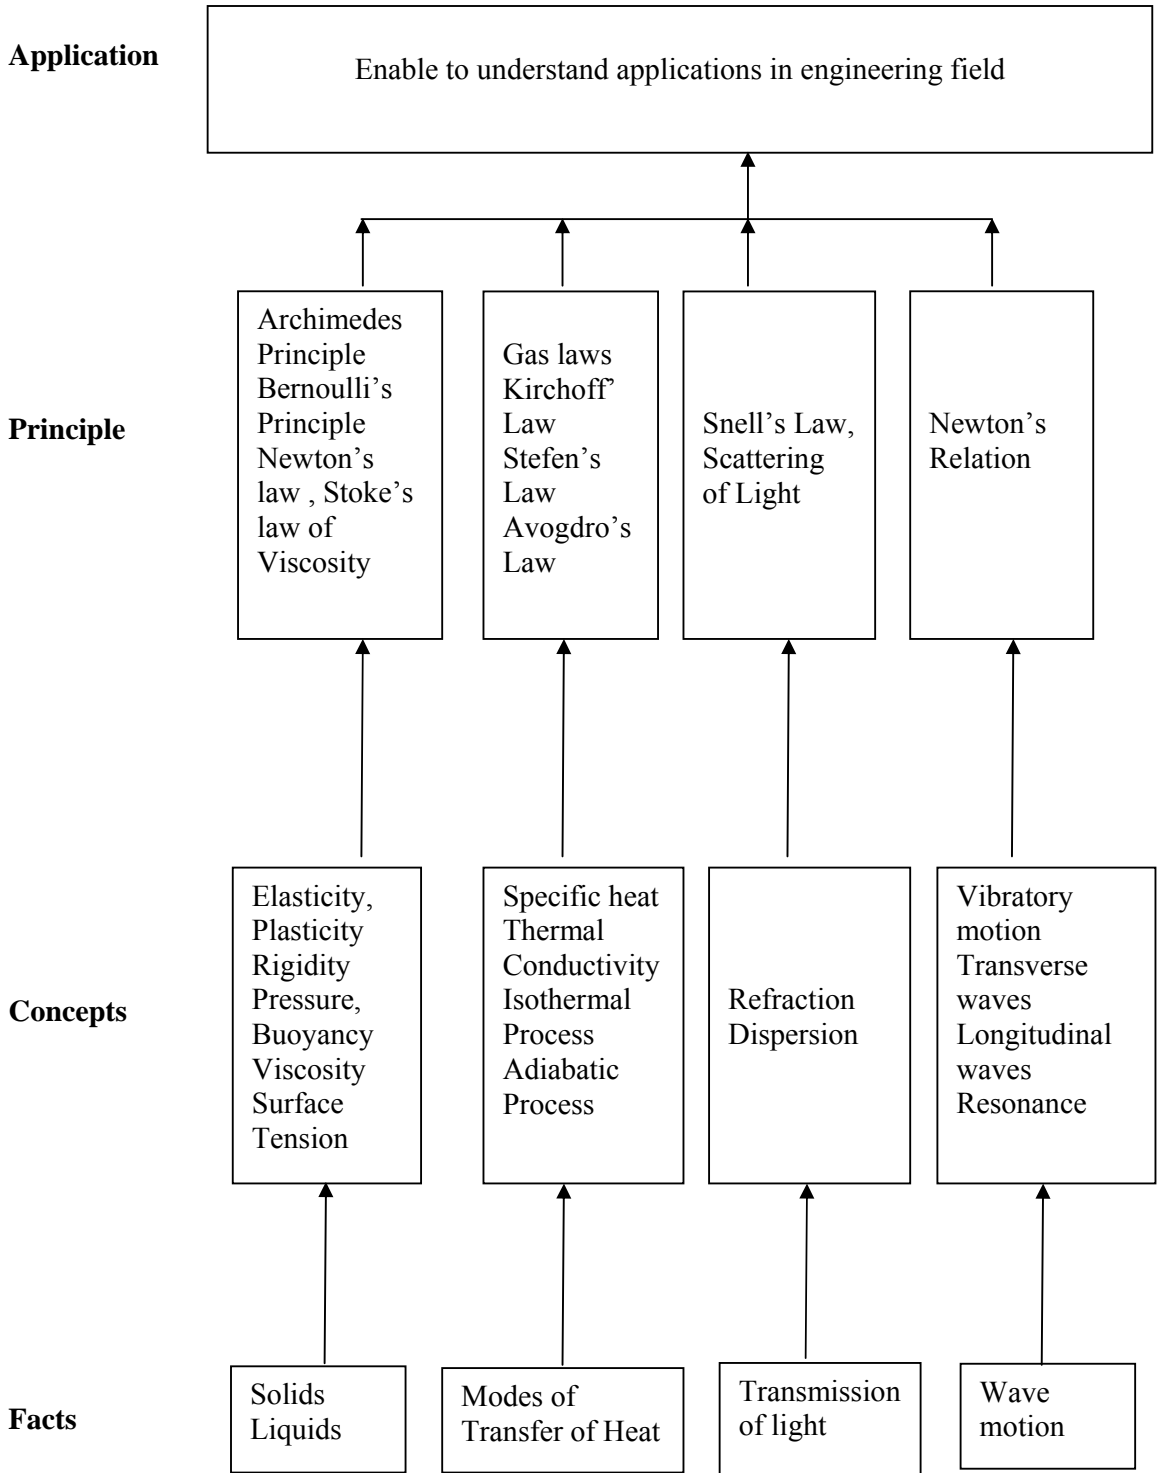 Application
Enable to understand applications in engineering field
Principle
Archimedes
Principle
Bernoulli’s
Principle
Newton’s
law , Stoke’s
law of
Viscosity
Gas laws
Kirchoff’
Law
Stefen’s
Law
Avogdro’s
Law
Snell’s Law,
Scattering
of Light
Newton’s
Relation
Concepts
Elasticity,
Plasticity
Rigidity
Pressure,
Buoyancy
Viscosity
Surface
Tension
Specific heat
Thermal
Conductivity
Isothermal
Process
Adiabatic
Process
Refraction
Dispersion
Vibratory
motion
Transverse
waves
Longitudinal
waves
Resonance
Facts
Solids
Liquids
Modes of
Transfer of Heat
Transmission
of light
Wave
motion